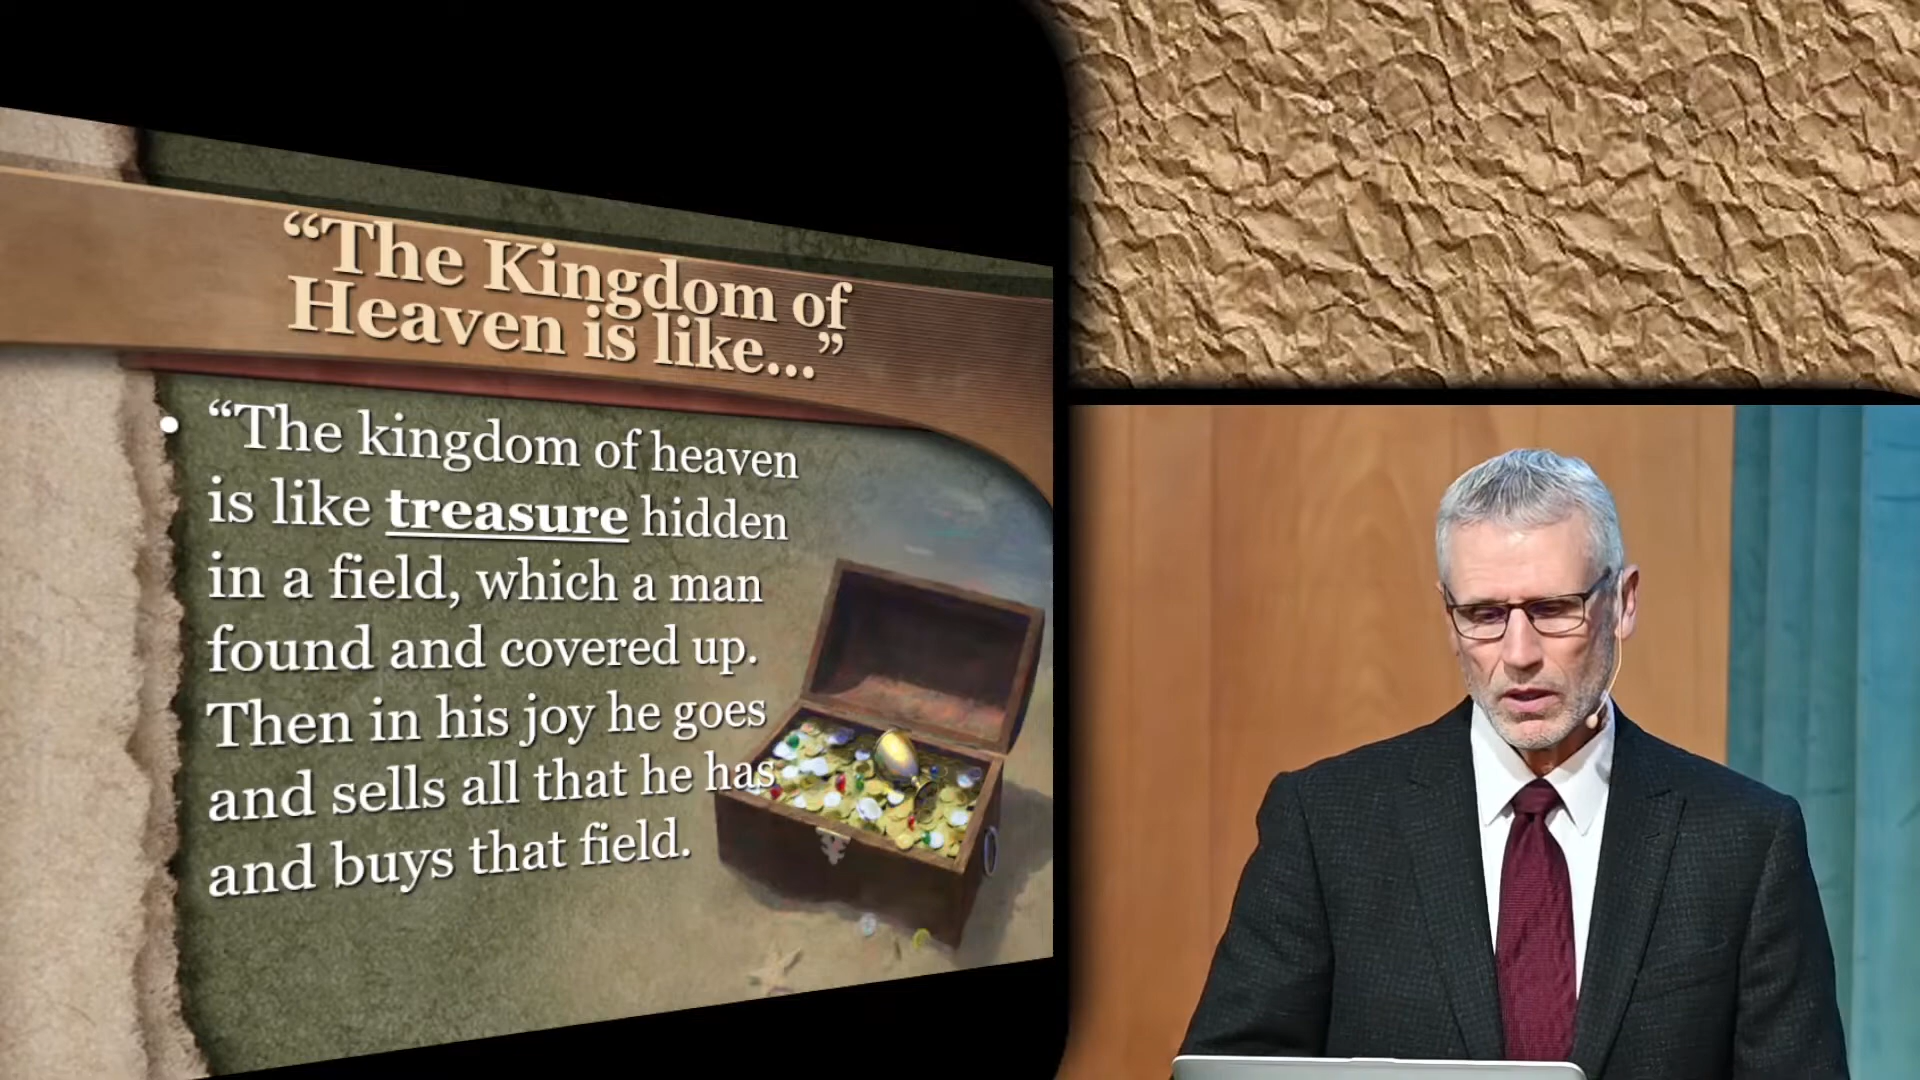 “The Kingdom of
Heaven is like...”
• “The kingdom of heaven
is like treasure hidden
in a field, which a man
found and covered up.
Then in his joy he goes
and sells all that he has
and buys that field.